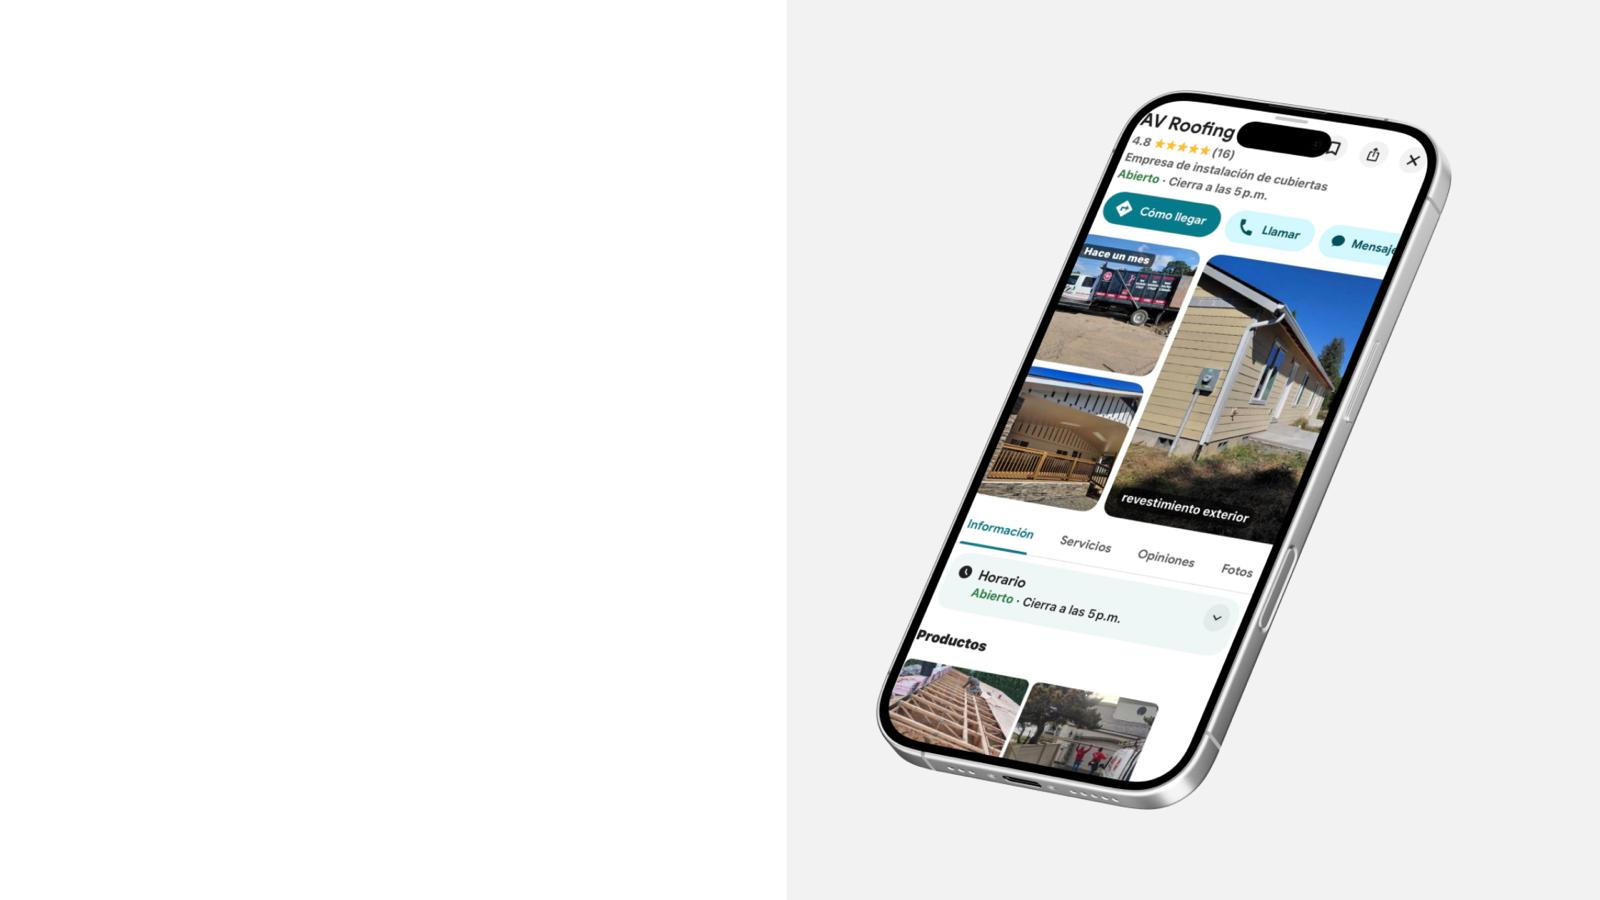 AV Roofing
4.8 ★★★★★ (16)
Empresa de instalación de cubiertas
Abierto · Cierra a las 5 p.m.
Cómo llegar
Llamar
Mensaje
Hace un mes
revestimiento exterior
Información
Servicios
Opiniones
Fotos
Horario
Abierto · Cierra a las 5 p.m.
Productos